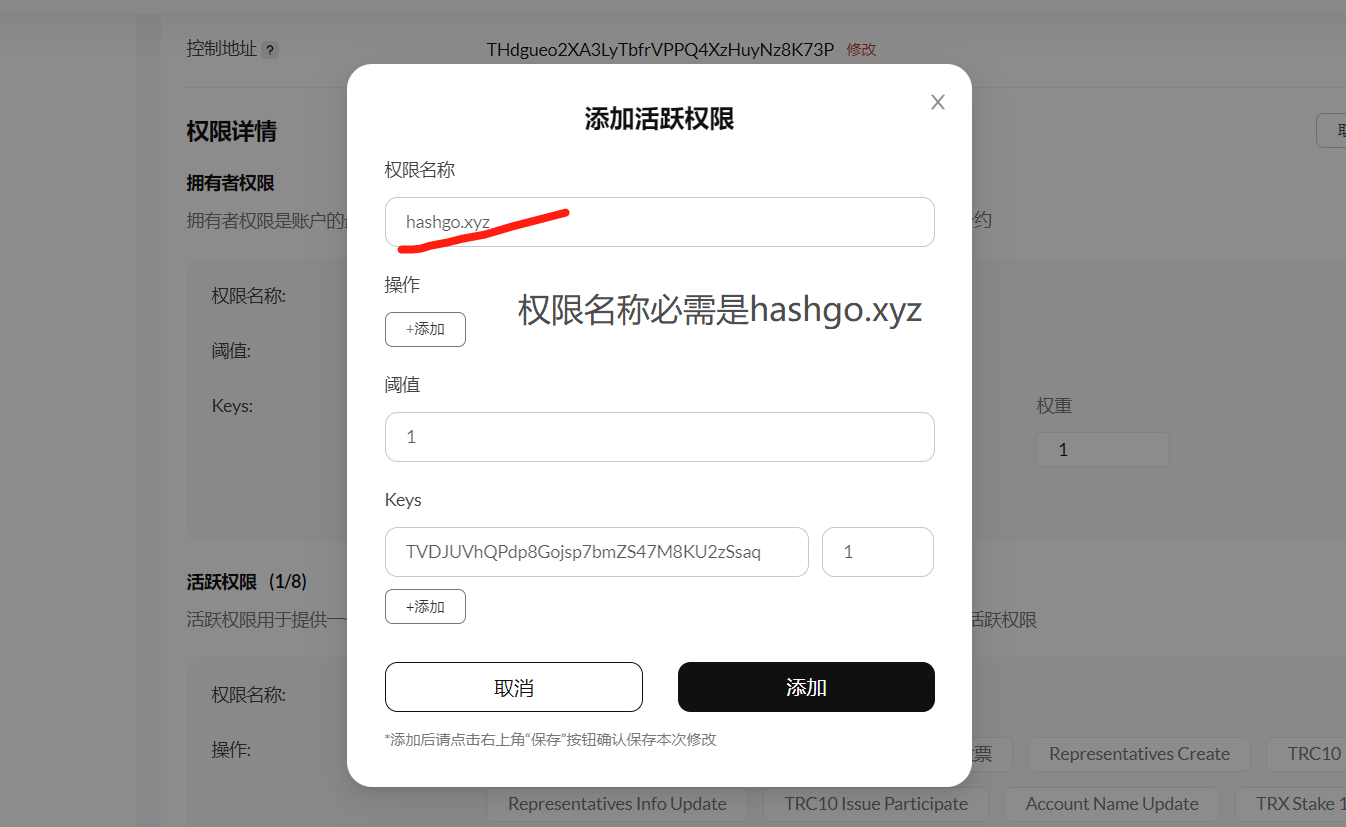 控制地址 ? THdgueo2XA3LyTbfrVPPQ4XzHuyNz8K73P 修改
添加活跃权限
权限详情
权限名称
拥有者权限
hashgo.xyz
拥有者权限是账户的 约
操作
权限名称:
权限名称必需是hashgo.xyz
+添加
阈值:
阈值
Keys: 权重
1 1
Keys
TVDJUVhQPdp8Gojsp7bmZS47M8KU2zSsaq 1
活跃权限 (1/8)
+添加
活跃权限用于提供一 活跃权限
取消 添加
权限名称:
*添加后请点击右上角“保存”按钮确认保存本次修改
操作: 票 Representatives Create TRC10
Representatives Info Update TRC10 Issue Participate Account Name Update TRX Stake 1